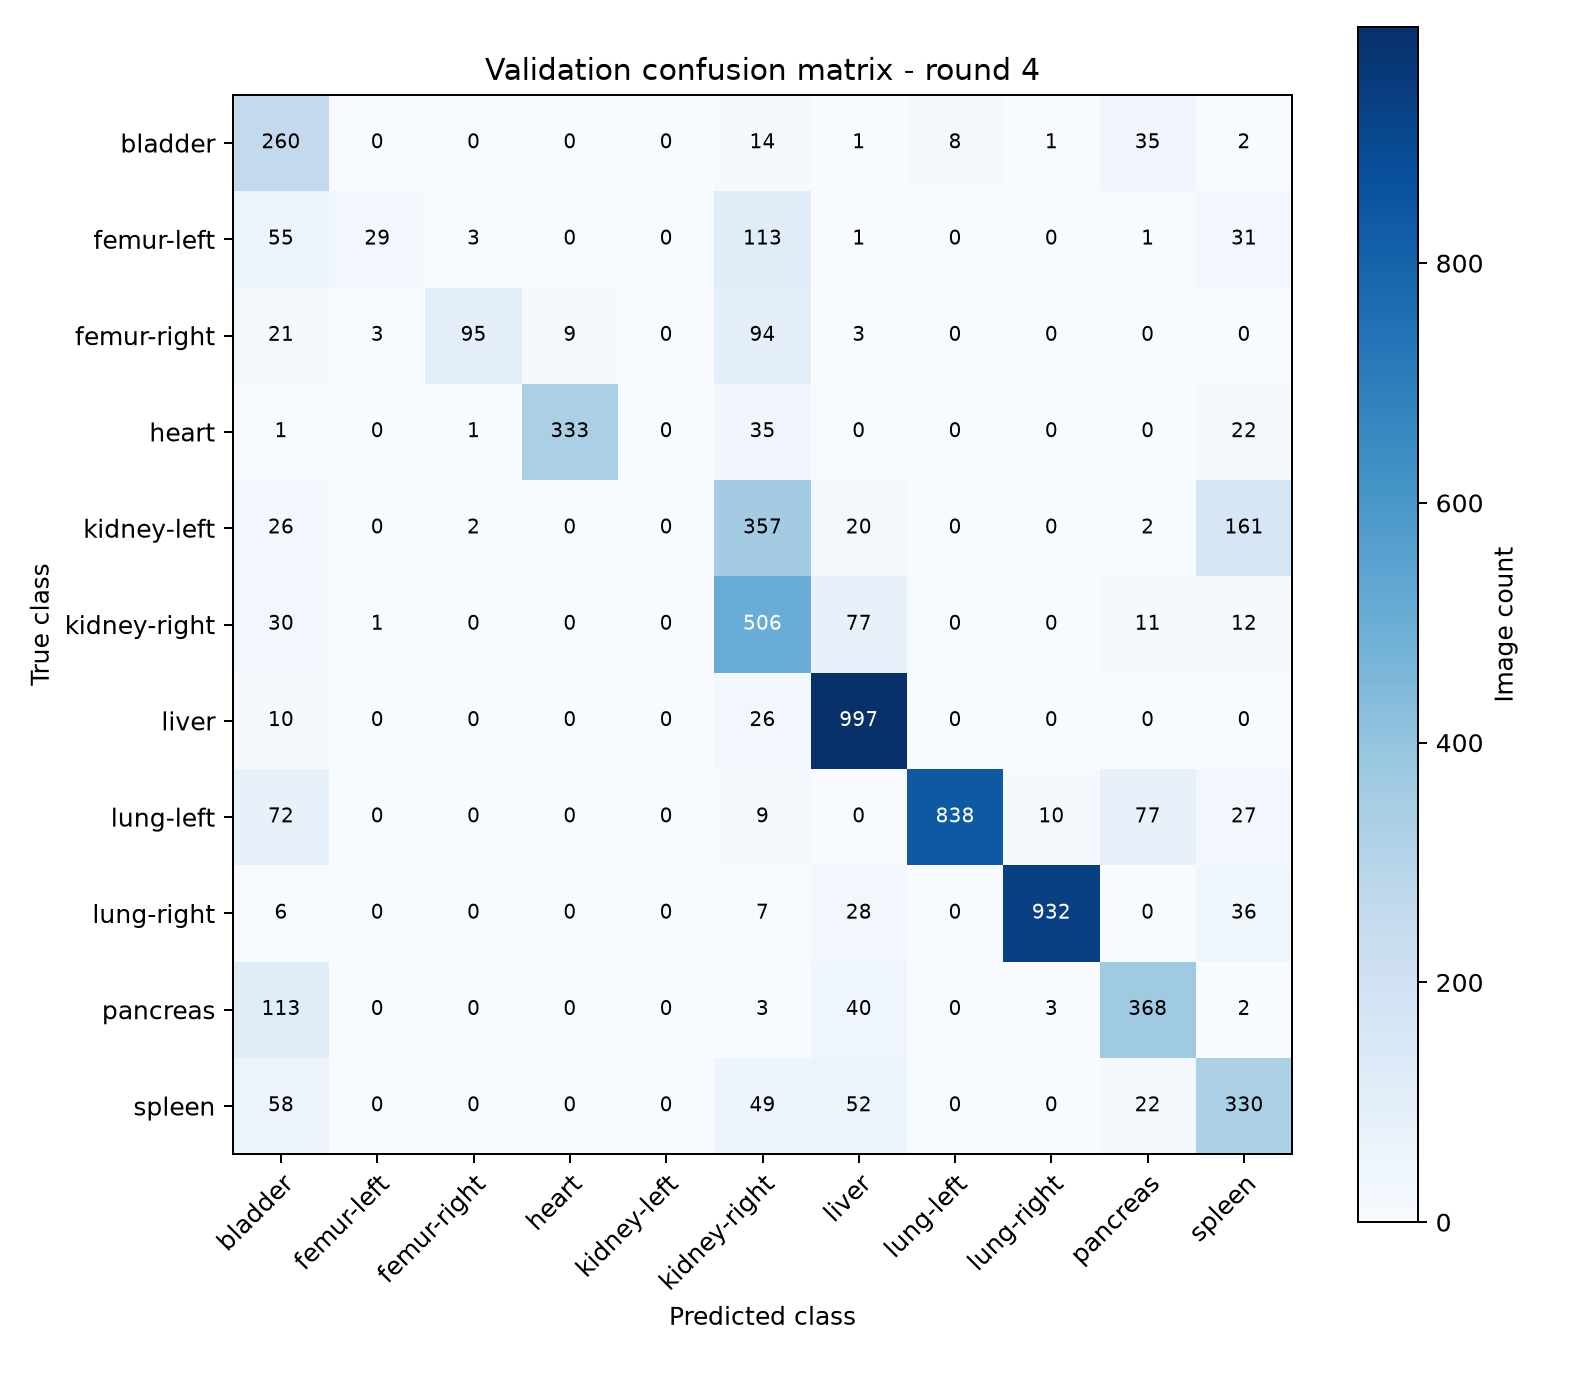 Validation confusion matrix - round 4
bladder 260 0 0 0 0 14 1 8 1 35 2
femur-left 55 29 3 0 0 113 1 0 0 1 31
femur-right 21 3 95 9 0 94 3 0 0 0 0
heart 1 0 1 333 0 35 0 0 0 0 22
kidney-left 26 0 2 0 0 357 20 0 0 2 161
kidney-right 30 1 0 0 0 506 77 0 0 11 12
liver 10 0 0 0 0 26 997 0 0 0 0
lung-left 72 0 0 0 0 9 0 838 10 77 27
lung-right 6 0 0 0 0 7 28 0 932 0 36
pancreas 113 0 0 0 0 3 40 0 3 368 2
spleen 58 0 0 0 0 49 52 0 0 22 330
True class
bladder femur-left femur-right heart kidney-left kidney-right liver lung-left lung-right pancreas spleen
Predicted class
800
600
400
200
0
Image count